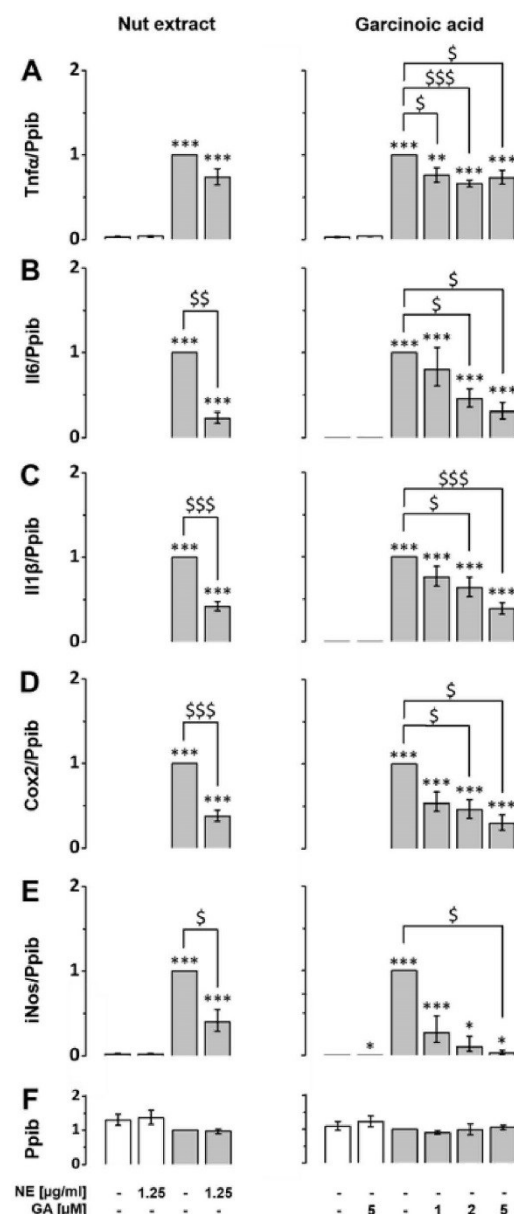 Nut extract Garcinoic acid
A
Tnfα/Ppib
2
1
0
*** ***
$
$$$
$
*** ** *** ***
B
Il6/Ppib
2
1
0
$$
*** ***
$
$
*** *** *** ***
C
Il1β/Ppib
2
1
0
$$$
*** ***
$$$
$
*** *** *** ***
D
Cox2/Ppib
2
1
0
$$$
*** ***
$
$
*** *** *** ***
E
iNos/Ppib
2
1
0
$
*** ***
$
* *** *** * *
F
Ppib
2
1
0
NE [µg/ml] - 1.25 - 1.25
GA [µM] - 5 - 1 2 5